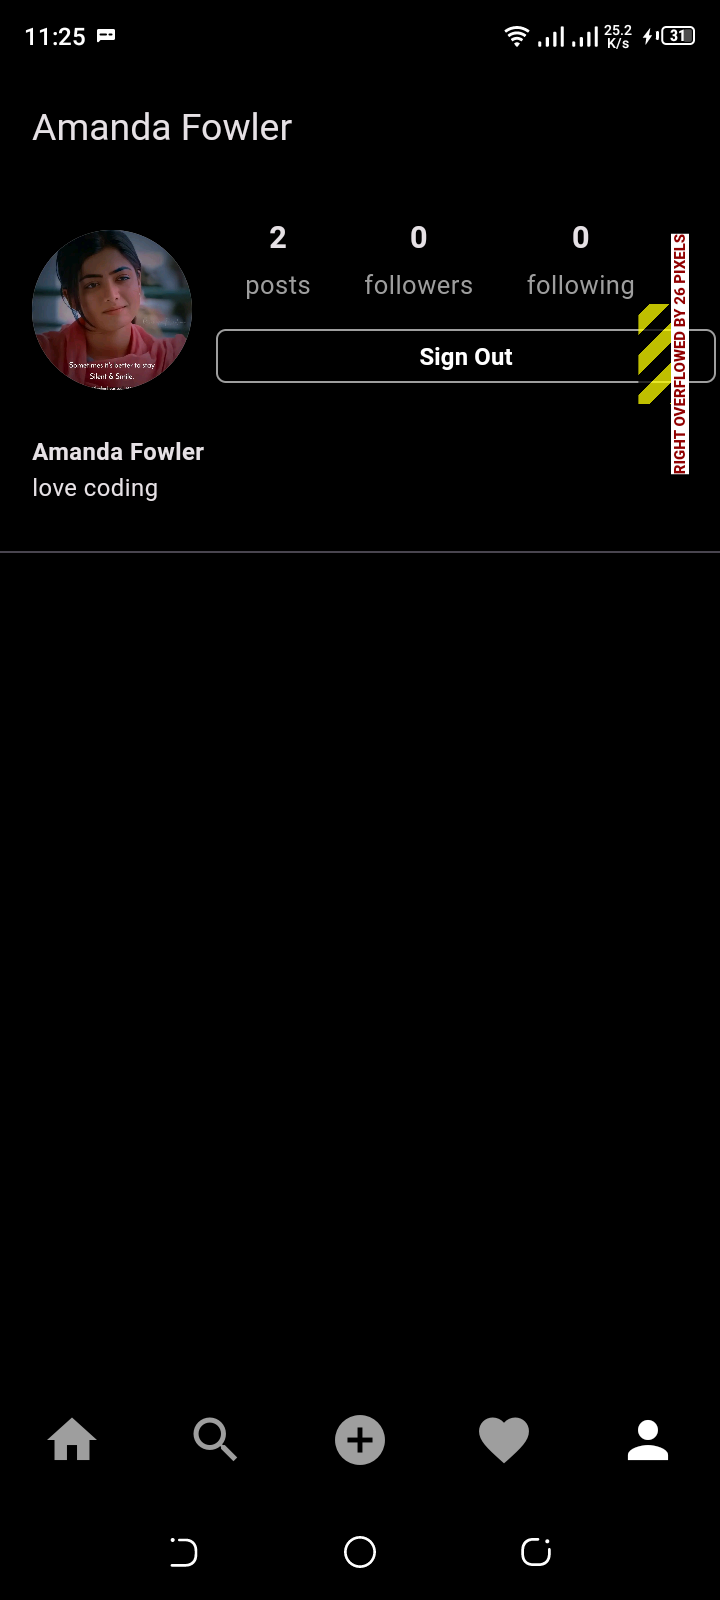 11:25
25.2
K/s
31
Amanda Fowler
2 0 0
posts followers following
Sign Out
RIGHT OVERFLOWED BY 26 PIXELS
Sometimes it's better to stay
Silent & Smile.
Amanda Fowler
love coding